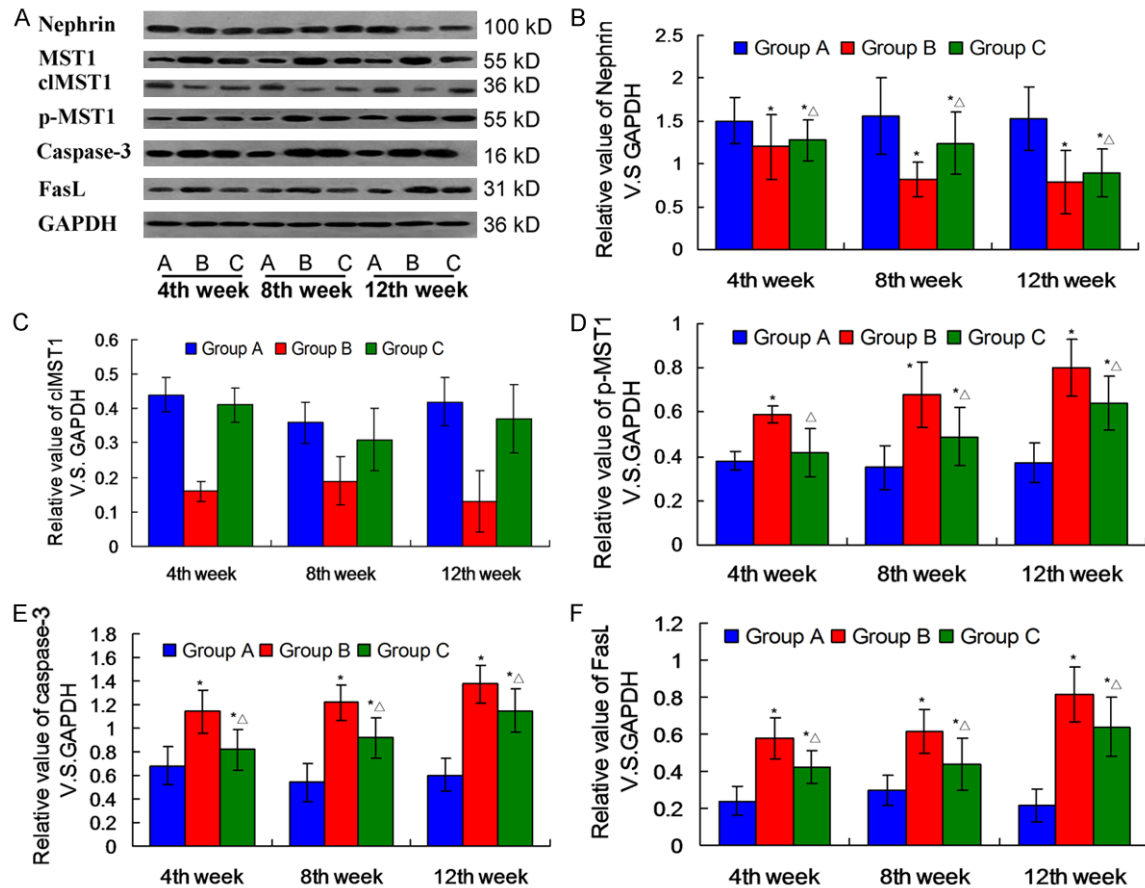 A
Nephrin 100 kD
MST1 55 kD
clMST1 36 kD
p-MST1 55 kD
Caspase-3 16 kD
FasL 31 kD
GAPDH 36 kD
A B C A B C A B C
4th week 8th week 12th week
B
Relative value of Nephrin
V.S GAPDH
Group A Group B Group C
2.5
2
1.5
1
0.5
0
* *△ * *△ * *△
4th week 8th week 12th week
C
Relative value of clMST1
V.S. GAPDH
Group A Group B Group C
0.6
0.5
0.4
0.3
0.2
0.1
0
4th week 8th week 12th week
D
Relative value of p-MST1
V.S.GAPDH
Group A Group B Group C
1
0.8
0.6
0.4
0.2
0
* △ * *△ * *△
4th week 8th week 12th week
E
Relative value of caspase-3
V.S.GAPDH
Group A Group B Group C
1.8
1.6
1.4
1.2
1
0.8
0.6
0.4
0.2
0
* *△ * *△ * *△
4th week 8th week 12th week
F
Relative value of FasL
V.S.GAPDH
Group A Group B Group C
1.2
1
0.8
0.6
0.4
0.2
0
* *△ * *△ * *△
4th week 8th week 12th week